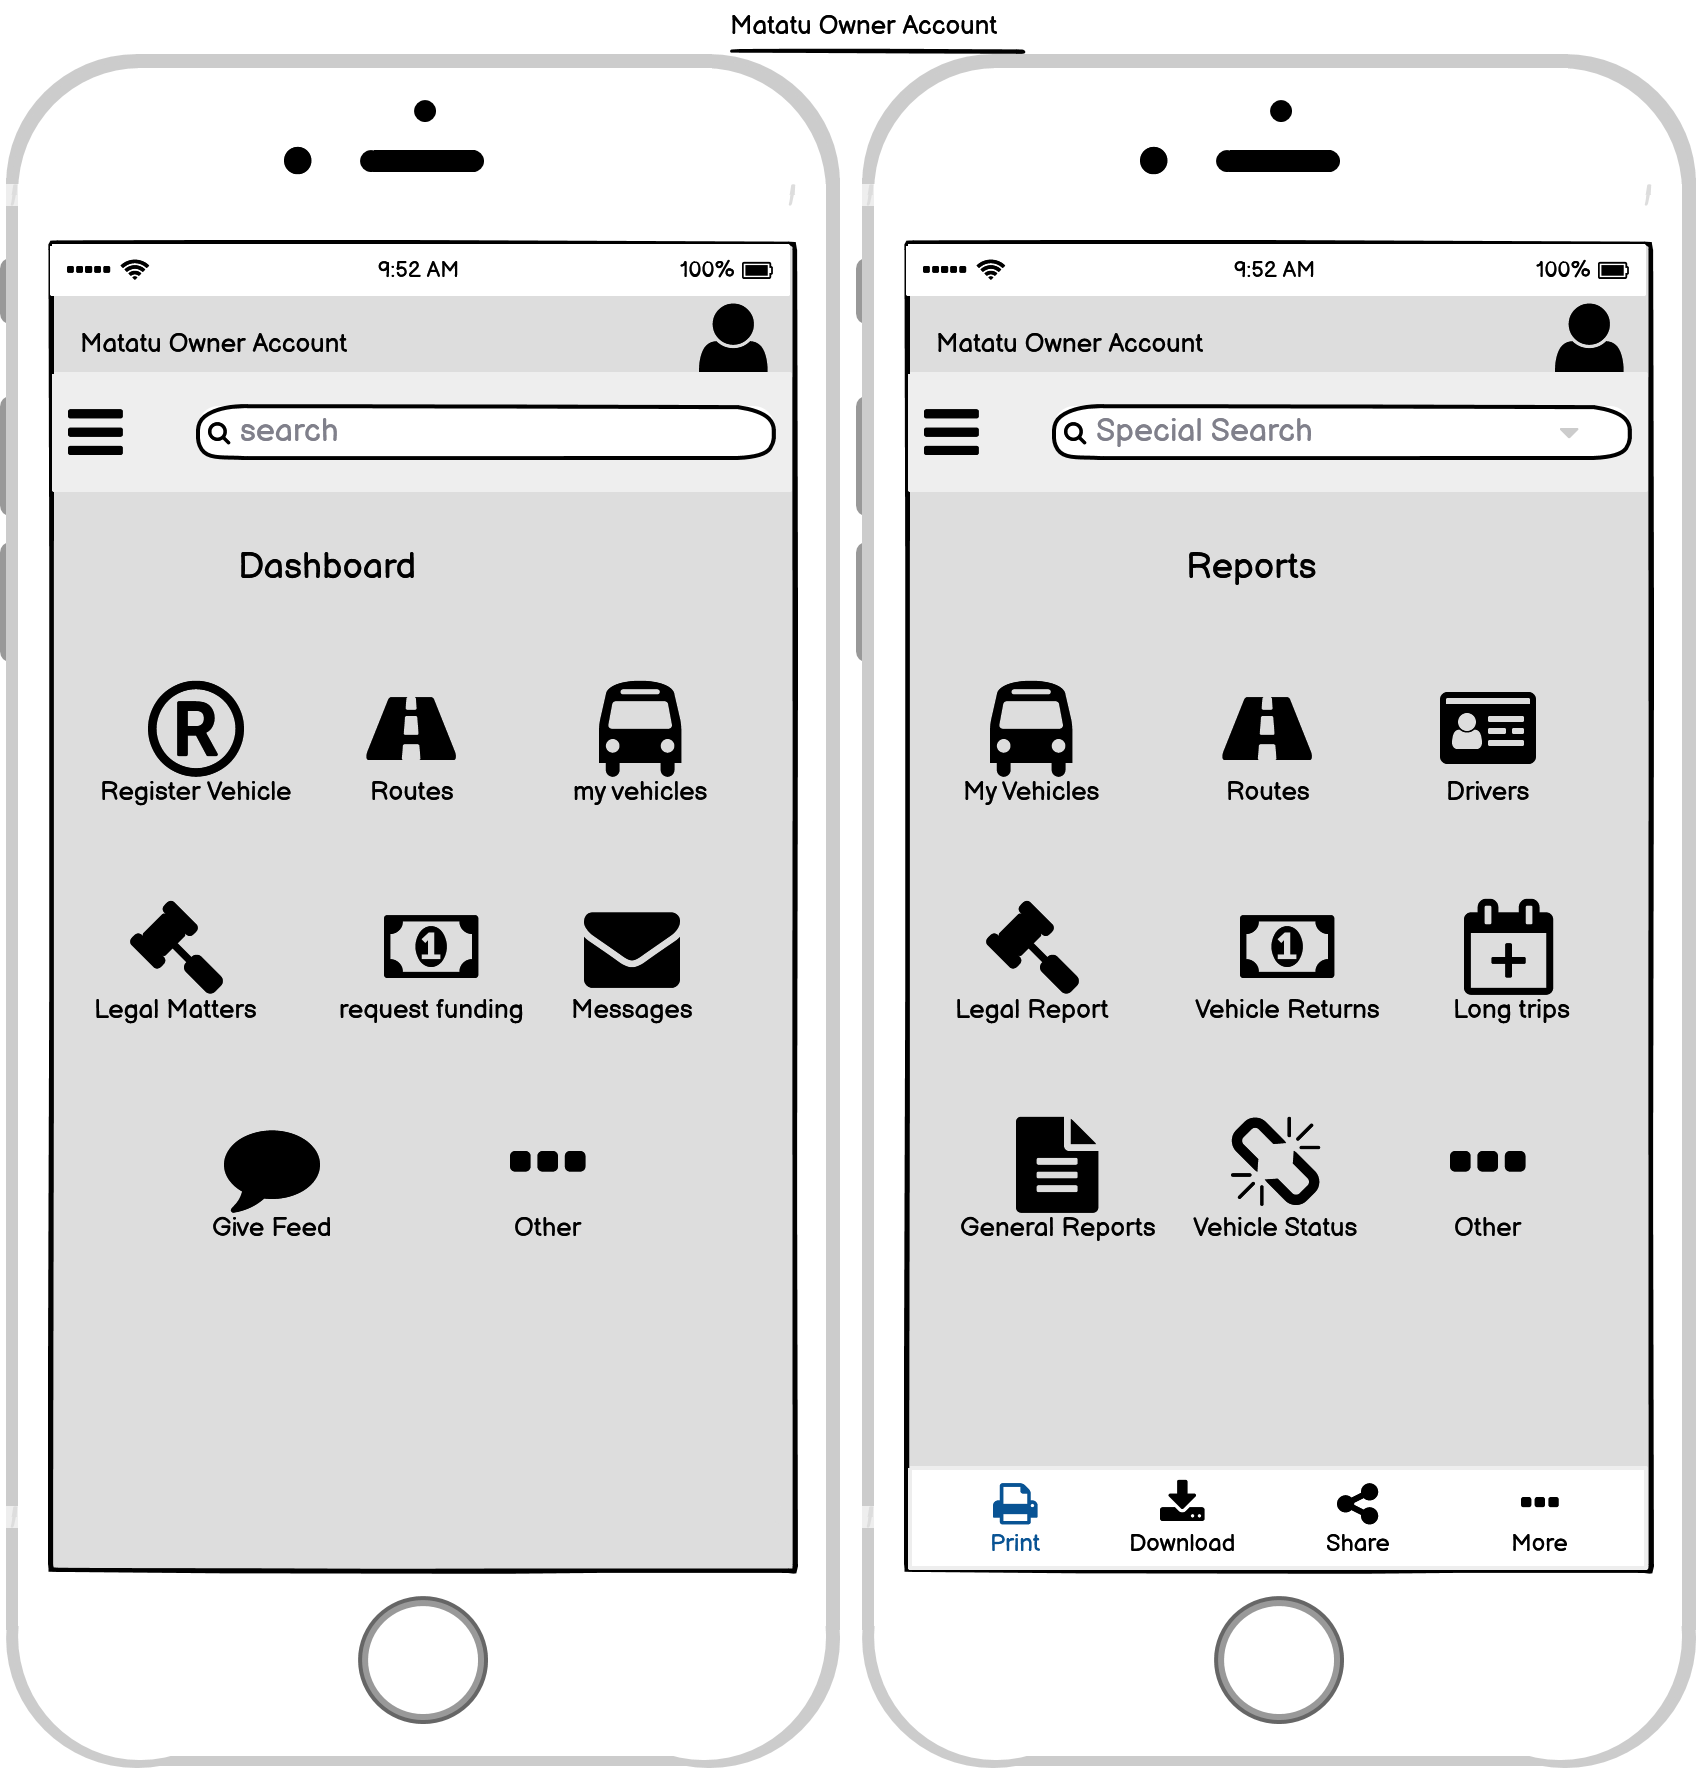 Matatu Owner Account
9:52 AM
100%
Matatu Owner Account
search
Dashboard
Register Vehicle
Routes
my vehicles
Legal Matters
request funding
Messages
Give Feed
Other
9:52 AM
100%
Matatu Owner Account
Special Search
Reports
My Vehicles
Routes
Drivers
Legal Report
Vehicle Returns
Long trips
General Reports
Vehicle Status
Other
Print
Download
Share
More